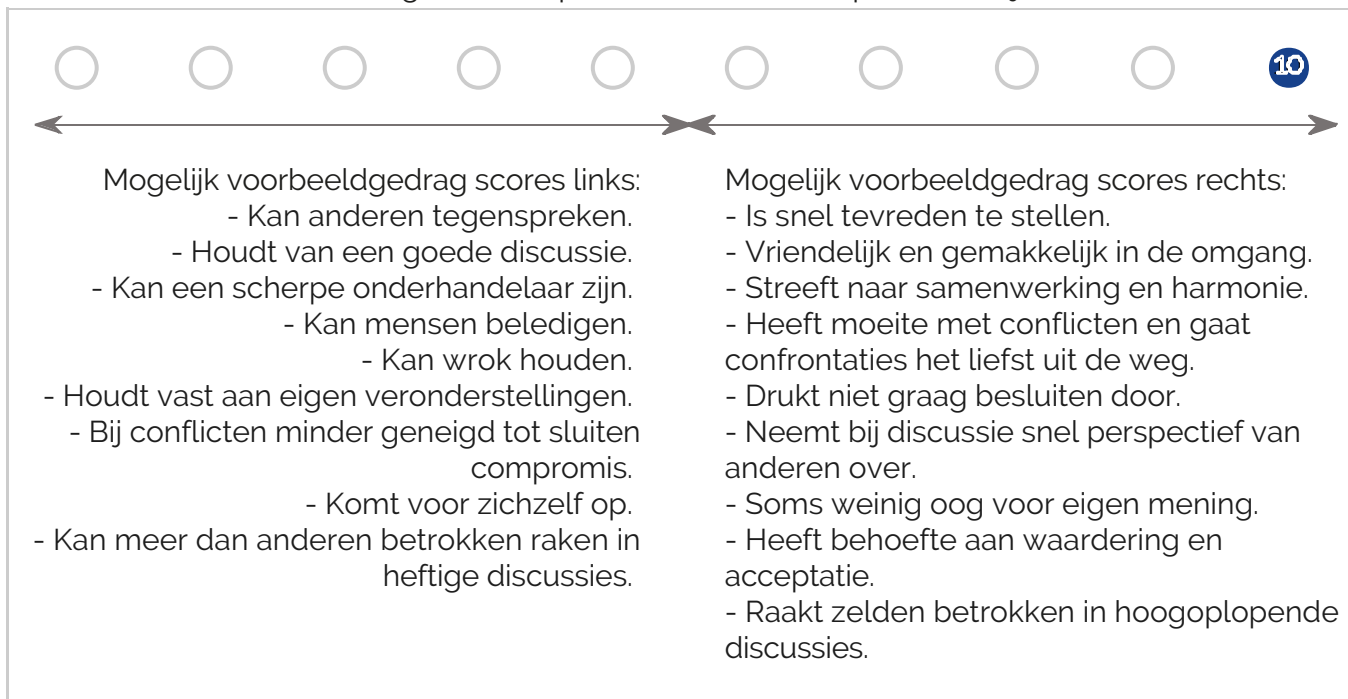 10
Mogelijk voorbeeldgedrag scores links:
- Kan anderen tegenspreken.
- Houdt van een goede discussie.
- Kan een scherpe onderhandelaar zijn.
- Kan mensen beledigen.
- Kan wrok houden.
- Houdt vast aan eigen veronderstellingen.
- Bij conflicten minder geneigd tot sluiten
compromis.
- Komt voor zichzelf op.
- Kan meer dan anderen betrokken raken in
heftige discussies.
Mogelijk voorbeeldgedrag scores rechts:
- Is snel tevreden te stellen.
- Vriendelijk en gemakkelijk in de omgang.
- Streeft naar samenwerking en harmonie.
- Heeft moeite met conflicten en gaat
confrontaties het liefst uit de weg.
- Drukt niet graag besluiten door.
- Neemt bij discussie snel perspectief van
anderen over.
- Soms weinig oog voor eigen mening.
- Heeft behoefte aan waardering en
acceptatie.
- Raakt zelden betrokken in hoogoplopende
discussies.